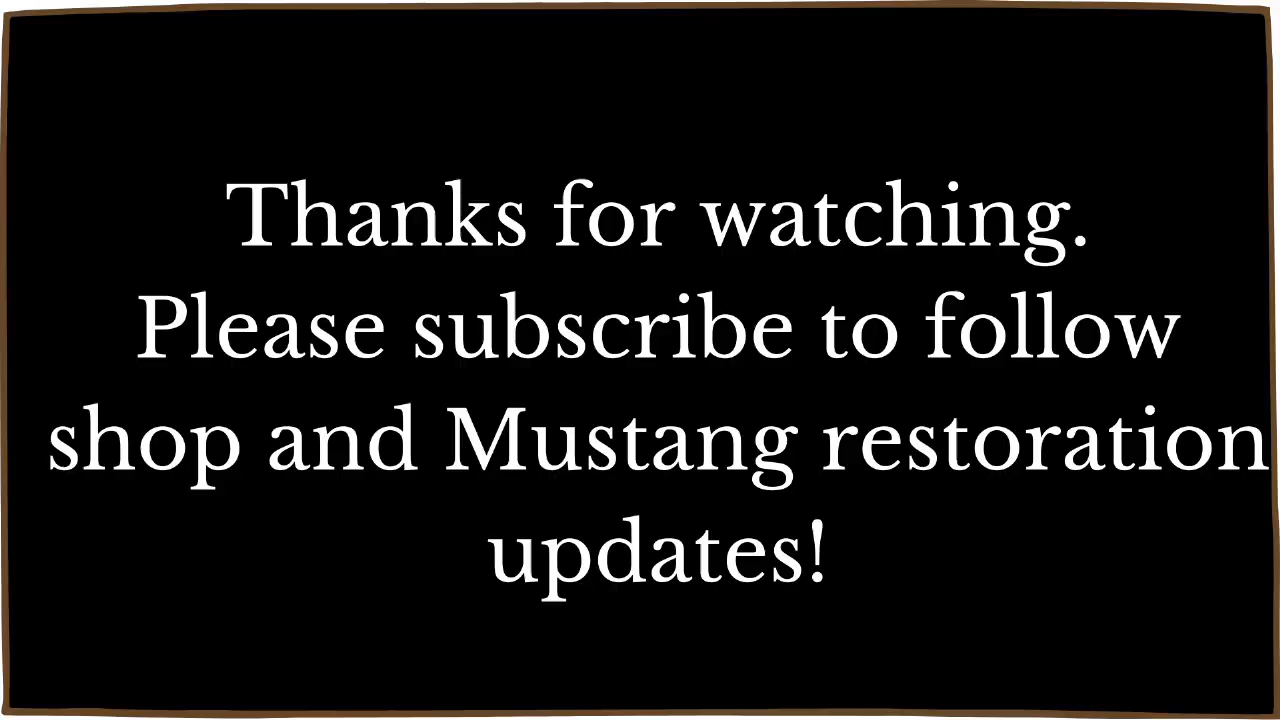 Thanks for watching.
Please subscribe to follow
shop and Mustang restoration
updates!